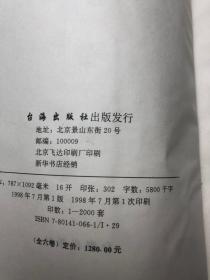 台海出版社出版发行
地址：北京景山东街20号
邮编：100009
北京飞达印刷厂印刷
新华书店经销
：787×1092毫米 16开 印张：302 字数：5800千字
1998年7月第1版 1998年7月第1次印刷
印数：1—2000套
ISBN 7-80141-066-1/I·29
（全六卷）定价：1280.00元